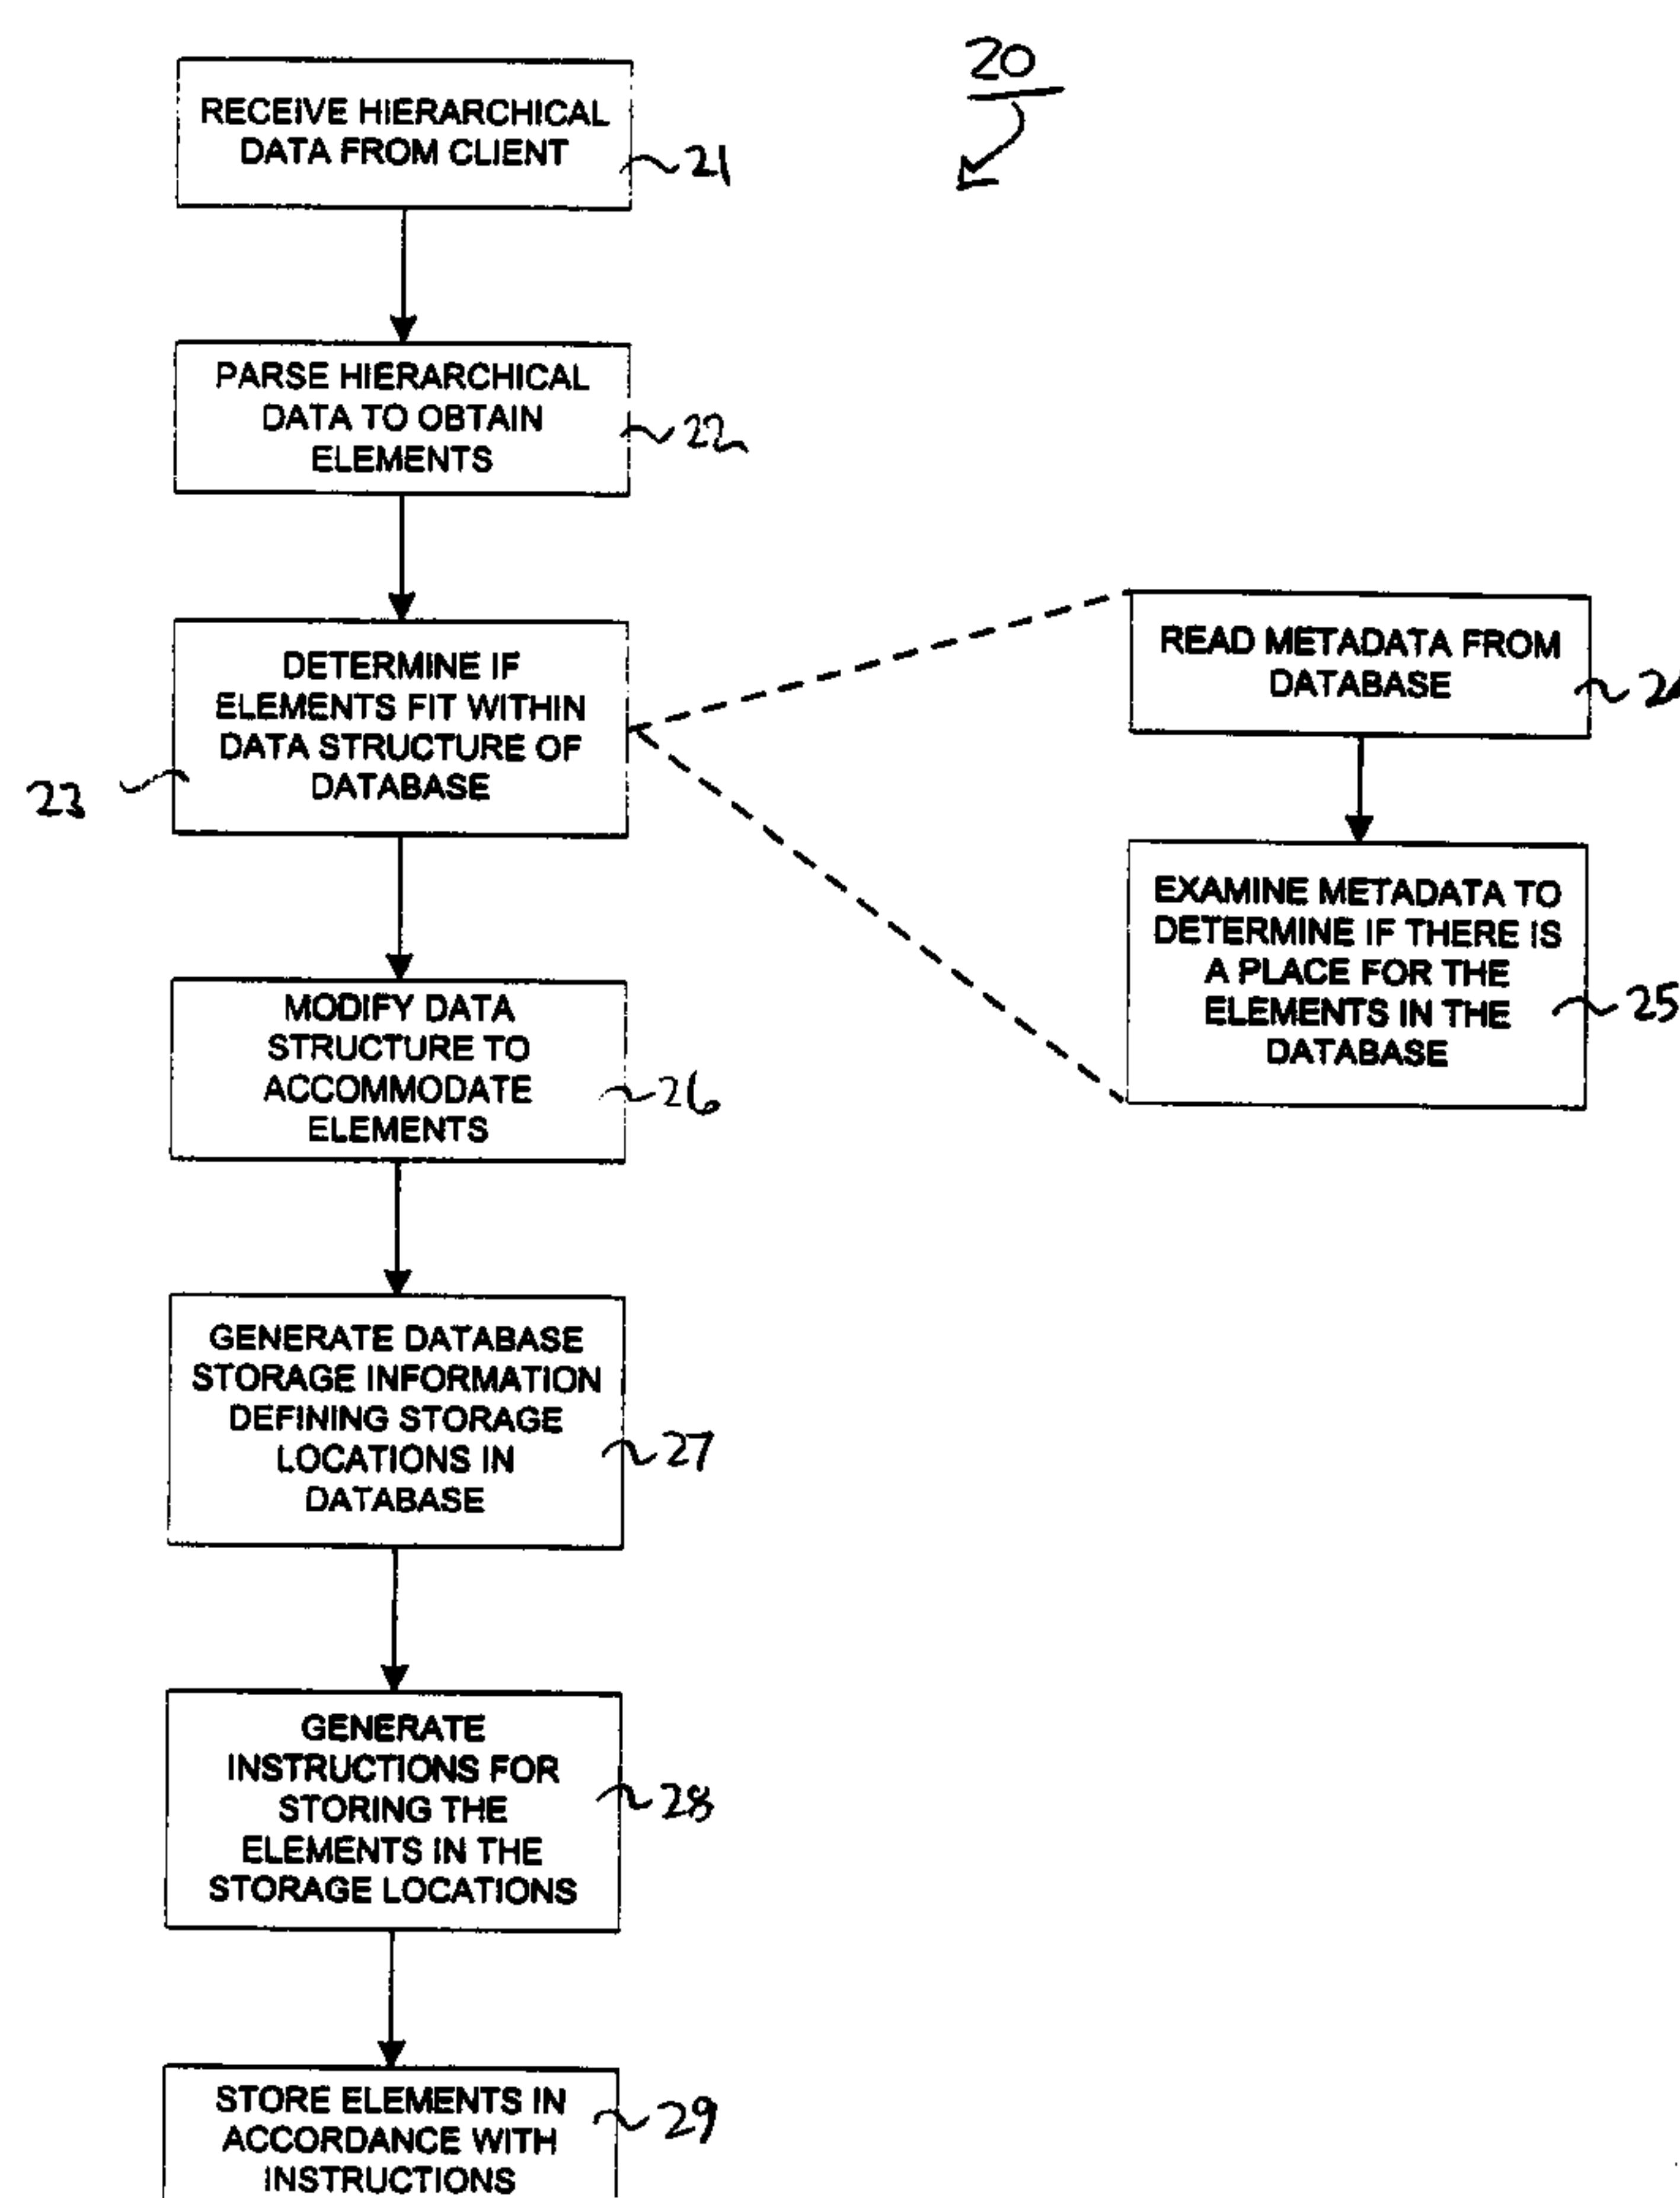 20
RECEIVE HIERARCHICAL
DATA FROM CLIENT
21
PARSE HIERARCHICAL
DATA TO OBTAIN
ELEMENTS
22
DETERMINE IF
ELEMENTS FIT WITHIN
DATA STRUCTURE OF
DATABASE
23
READ METADATA FROM
DATABASE
EXAMINE METADATA TO
DETERMINE IF THERE IS
A PLACE FOR THE
ELEMENTS IN THE
DATABASE
25
MODIFY DATA
STRUCTURE TO
ACCOMMODATE
ELEMENTS
26
GENERATE DATABASE
STORAGE INFORMATION
DEFINING STORAGE
LOCATIONS IN
DATABASE
27
GENERATE
INSTRUCTIONS FOR
STORING THE
ELEMENTS IN THE
STORAGE LOCATIONS
28
STORE ELEMENTS IN
ACCORDANCE WITH
INSTRUCTIONS
29